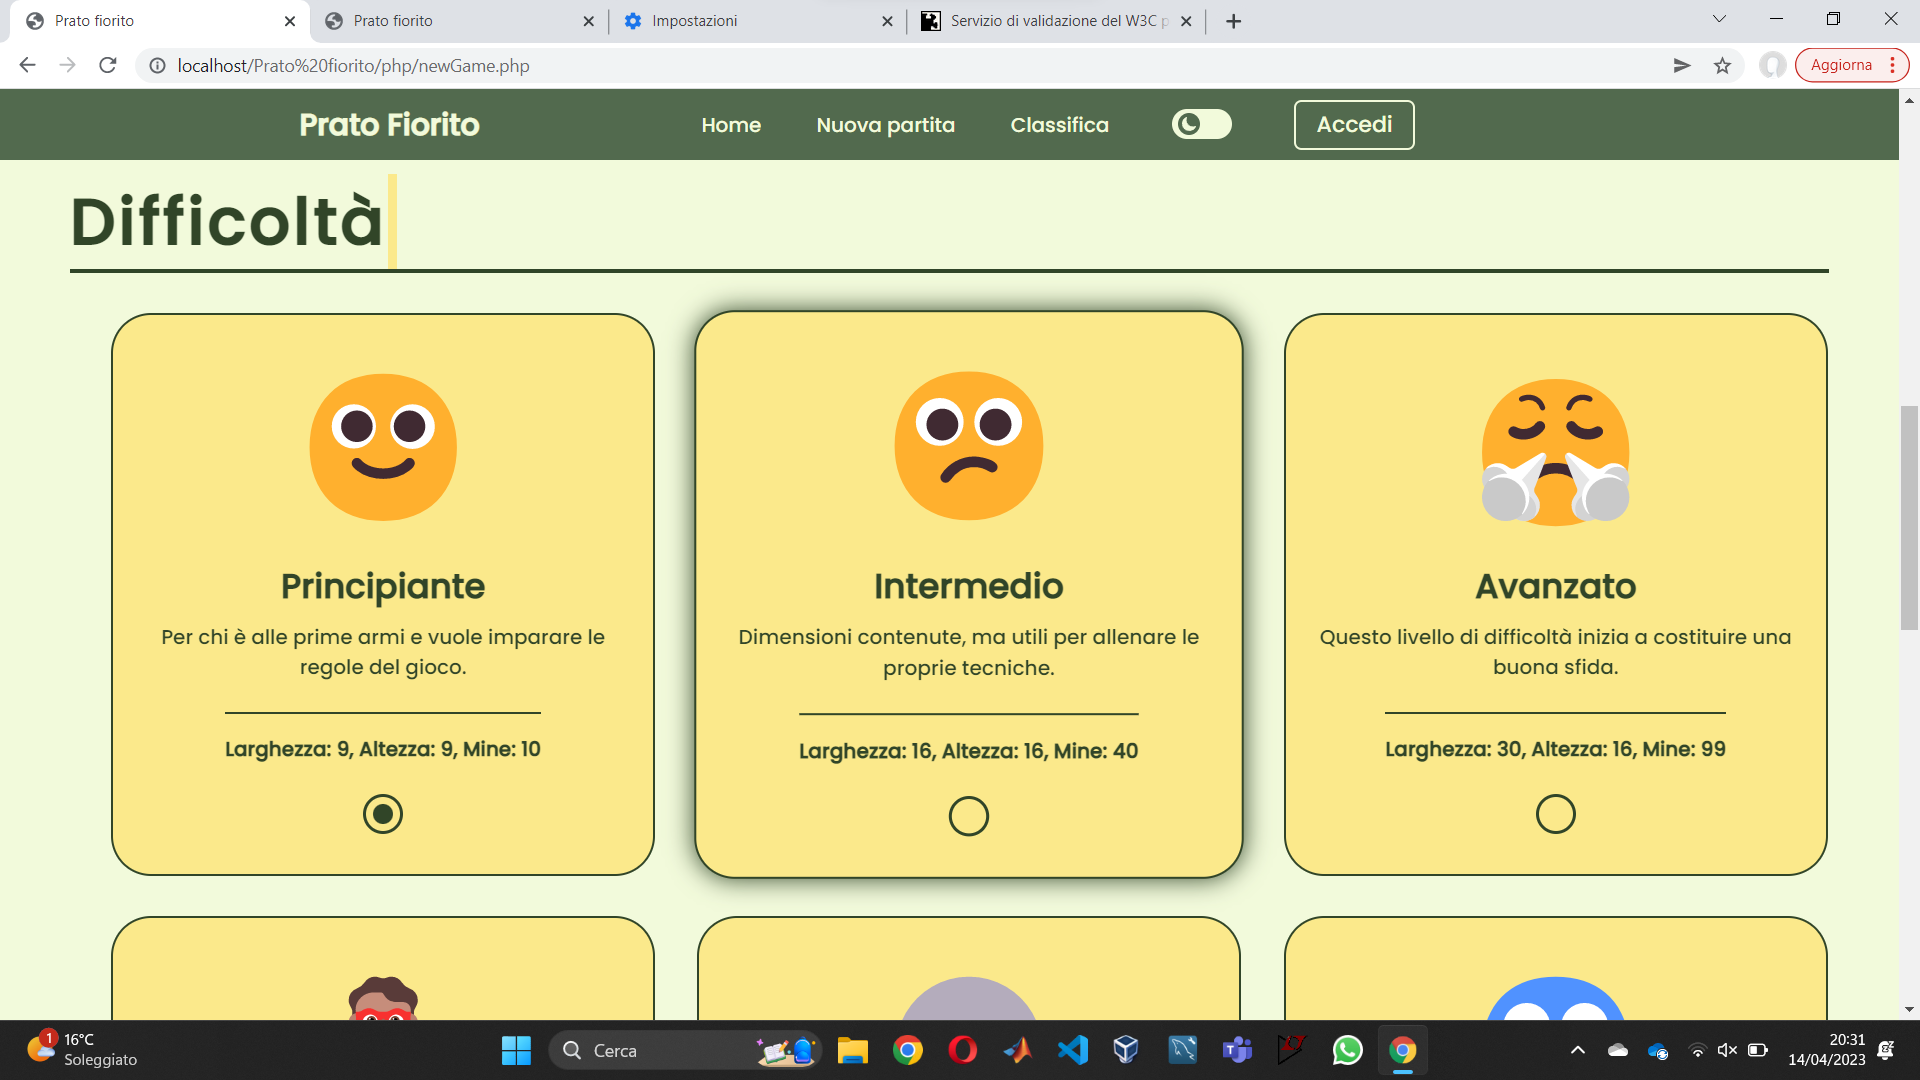 Prato fiorito
Prato fiorito
Impostazioni
Servizio di validazione del W3C p
localhost/Prato%20fiorito/php/newGame.php
Aggiorna
Prato Fiorito
Home
Nuova partita
Classifica
Accedi
Difficoltà
Principiante
Per chi è alle prime armi e vuole imparare le
regole del gioco.
Larghezza: 9, Altezza: 9, Mine: 10
Intermedio
Dimensioni contenute, ma utili per allenare le
proprie tecniche.
Larghezza: 16, Altezza: 16, Mine: 40
Avanzato
Questo livello di difficoltà inizia a costituire una
buona sfida.
Larghezza: 30, Altezza: 16, Mine: 99
1
16°C
Soleggiato
Cerca
20:31
14/04/2023